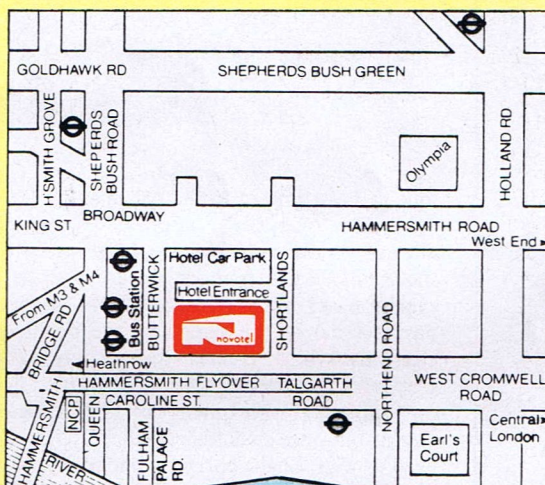 GOLDHAWK RD
SHEPHERDS BUSH GREEN
H'SMITH GROVE
SHEPERDS
BUSH ROAD
Olympia
HOLLAND RD
KING ST
BROADWAY
HAMMERSMITH ROAD
West End
From M3 & M4
Bus Station
BUTTERWICK
Hotel Car Park
Hotel Entrance
novotel
SHORTLANDS
BRIDGE RD
HAMMERSMITH
Heathrow
HAMMERSMITH FLYOVER
TALGARTH
ROAD
NORTHEND ROAD
WEST CROMWELL
ROAD
NCP
QUEEN
CAROLINE ST.
FULHAM
PALACE
RD.
Earl's
Court
Central
London
RIVER